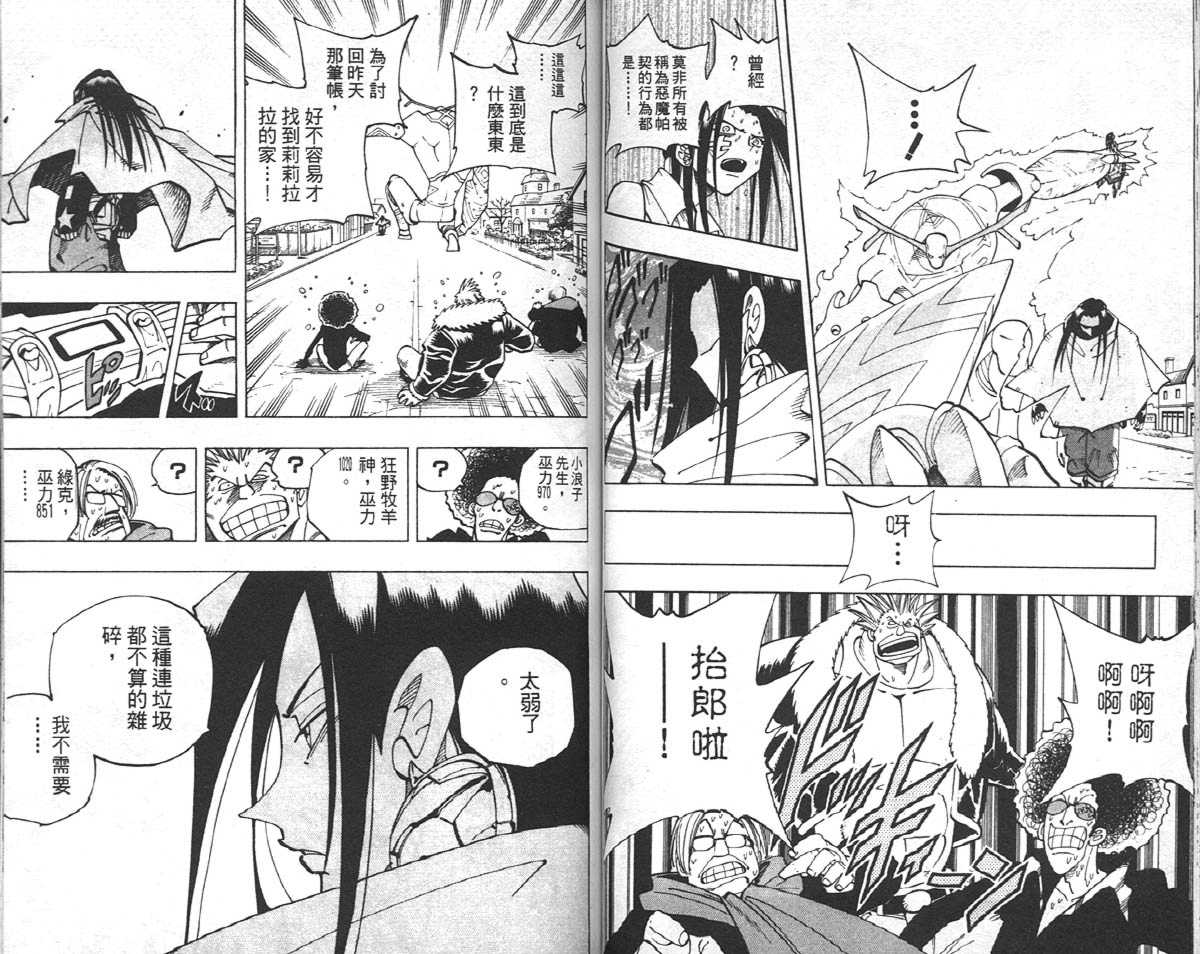 ……！
曾經
？
莫非所有被
稱為惡魔帕
契的行為都
是……！
呀
…
呀啊啊
啊啊！
抬郎啦
——！
這這這
……
這到底是
什麼東東
？
為了討
回昨天
那筆帳，
好不容易才
找到莉莉拉
拉的家…！
ピピッ
小浪子
先生，
巫力970。
？
狂野牧羊
神，巫力
1020。
？
綠克，
巫力851
……
？
太弱了
。
這種連垃圾
都不算的雜
碎，
我不需要
……